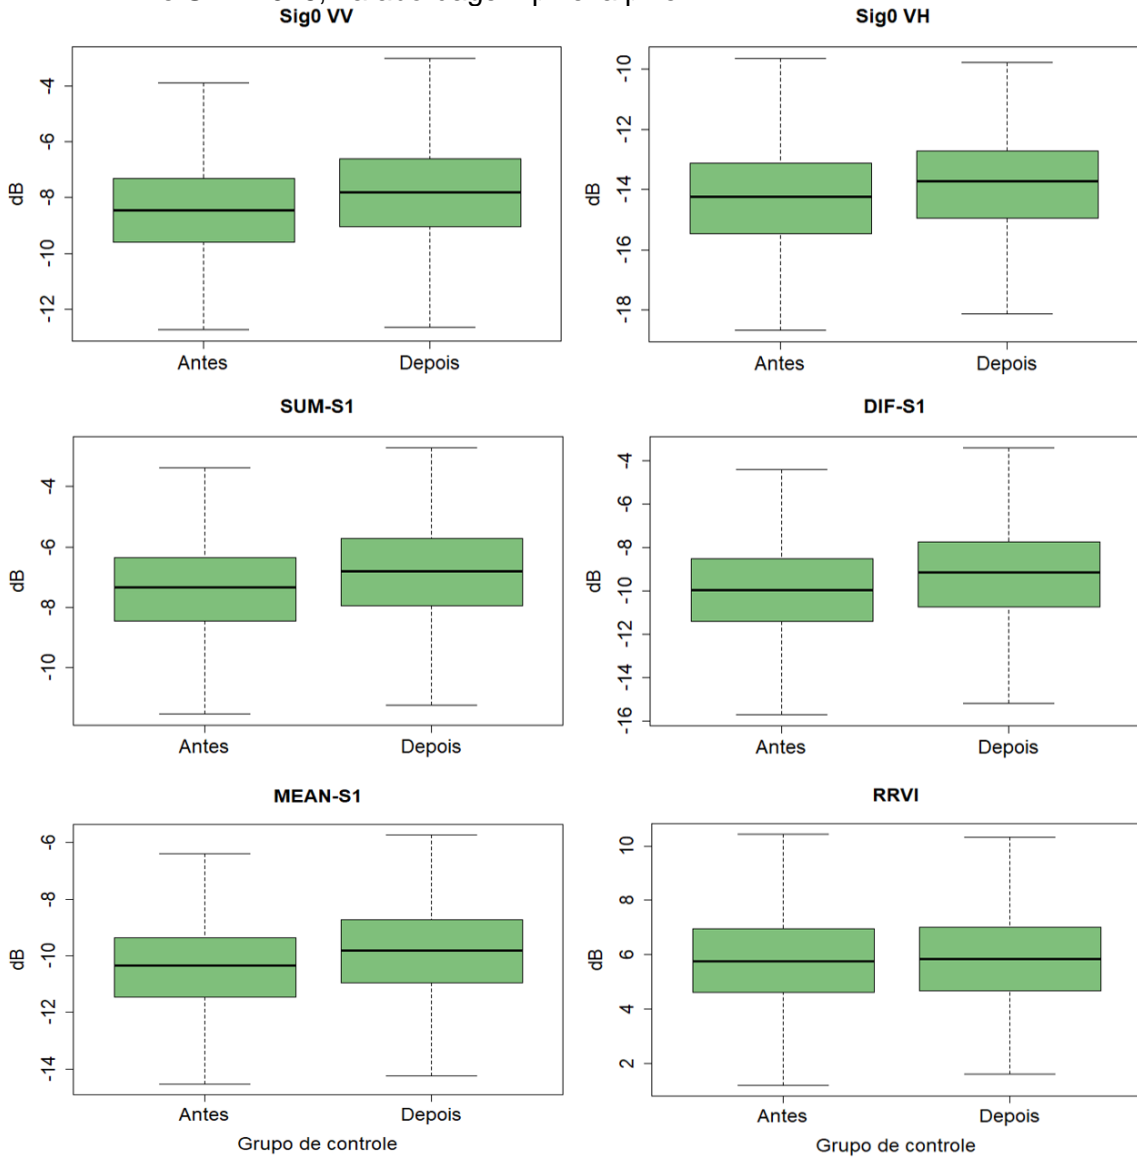 Sig0 VV
Sig0 VH
dB
-4
-6
-8
-10
-12
Antes
Depois
dB
-10
-12
-14
-16
-18
Antes
Depois
SUM-S1
DIF-S1
dB
-4
-6
-8
-10
Antes
Depois
dB
-4
-6
-8
-10
-12
-14
-16
Antes
Depois
MEAN-S1
RRVI
dB
-6
-8
-10
-12
-14
Antes
Depois
Grupo de controle
dB
10
8
6
4
2
Antes
Depois
Grupo de controle